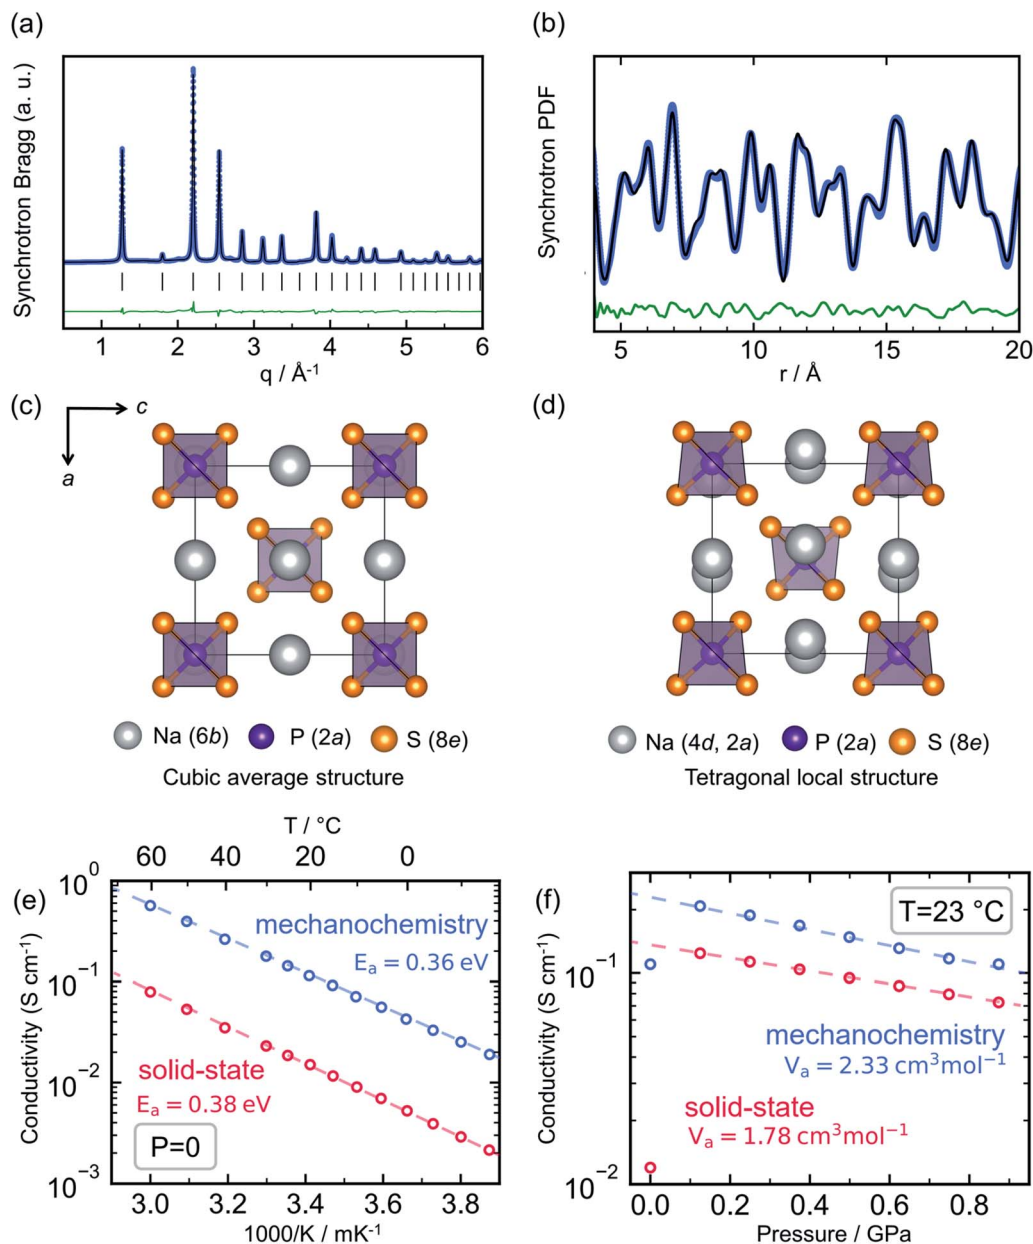 (a)
Synchrotron Bragg (a. u.)
1 2 3 4 5 6
q / Å⁻¹
(b)
Synchrotron PDF
5 10 15 20
r / Å
(c)
c
a
Na (6b) P (2a) S (8e)
Cubic average structure
(d)
Na (4d, 2a) P (2a) S (8e)
Tetragonal local structure
(e)
T / °C
60 40 20 0
10⁰
10⁻¹
10⁻²
10⁻³
Conductivity (S cm⁻¹)
mechanochemistry
Eₐ = 0.36 eV
solid-state
Eₐ = 0.38 eV
P=0
3.0 3.2 3.4 3.6 3.8
1000/K / mK⁻¹
(f)
T=23 °C
10⁻¹
10⁻²
Conductivity (S cm⁻¹)
mechanochemistry
Vₐ = 2.33 cm³mol⁻¹
solid-state
Vₐ = 1.78 cm³mol⁻¹
0.0 0.2 0.4 0.6 0.8
Pressure / GPa